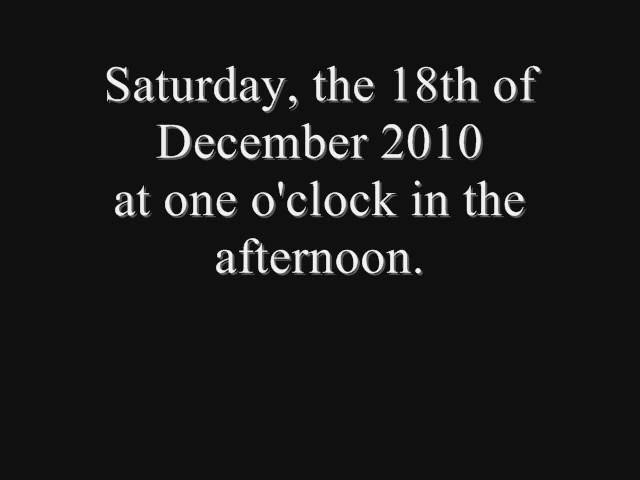 Saturday, the 18th of
December 2010
at one o'clock in the
afternoon.